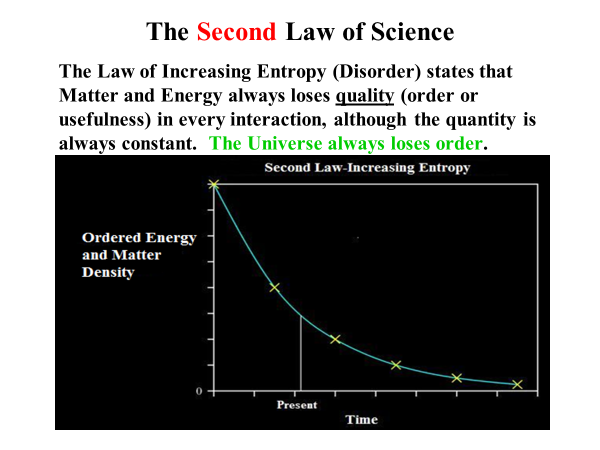 The Second Law of Science
The Law of Increasing Entropy (Disorder) states that
Matter and Energy always loses quality (order or
usefulness) in every interaction, although the quantity is
always constant. The Universe always loses order.
Second Law-Increasing Entropy
Ordered Energy
and Matter
Density
0
Present
Time